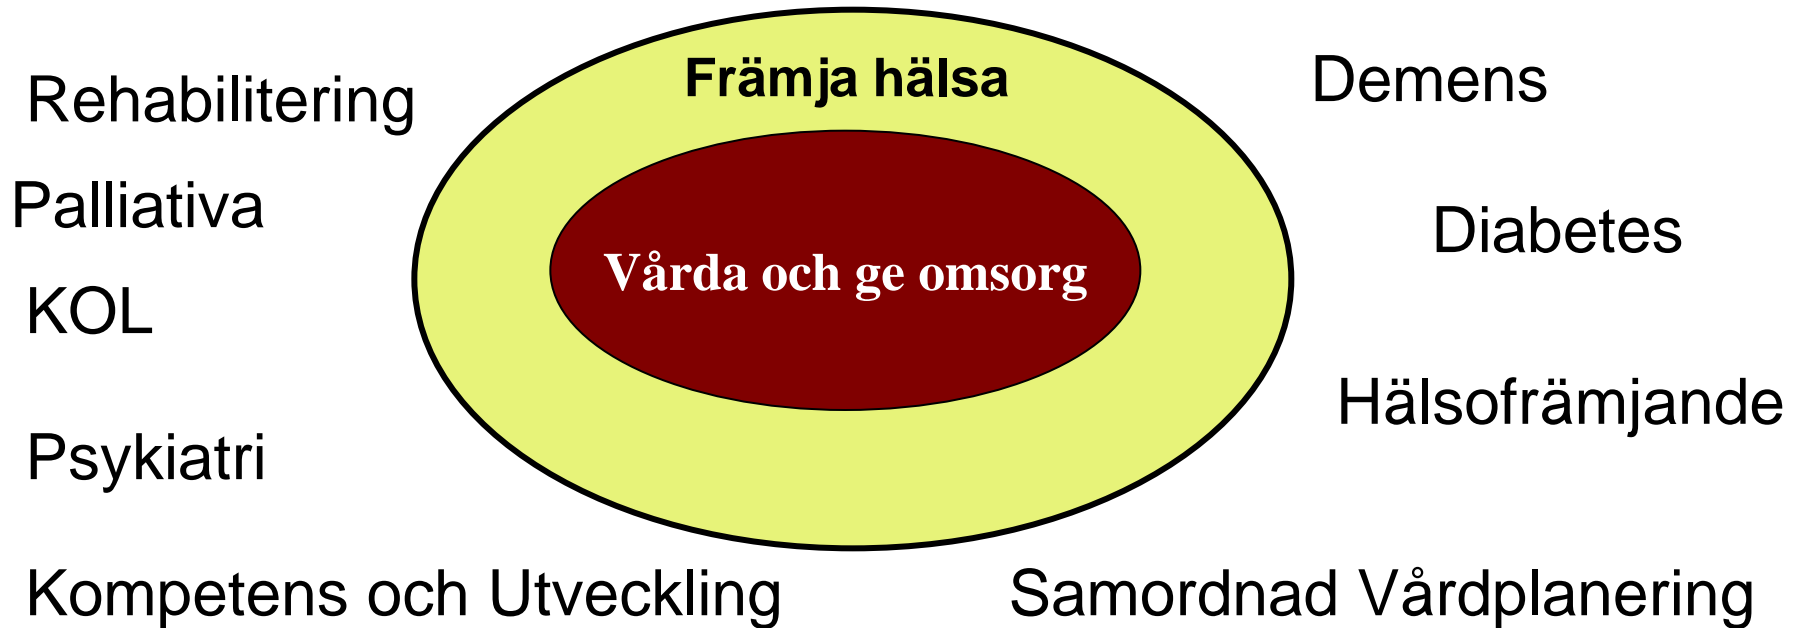 Främja hälsa
Demens
Rehabilitering
Palliativa
Diabetes
Vårda och ge omsorg
KOL
Hälsofrämjande
Psykiatri
Kompetens och Utveckling
Samordnad Vårdplanering